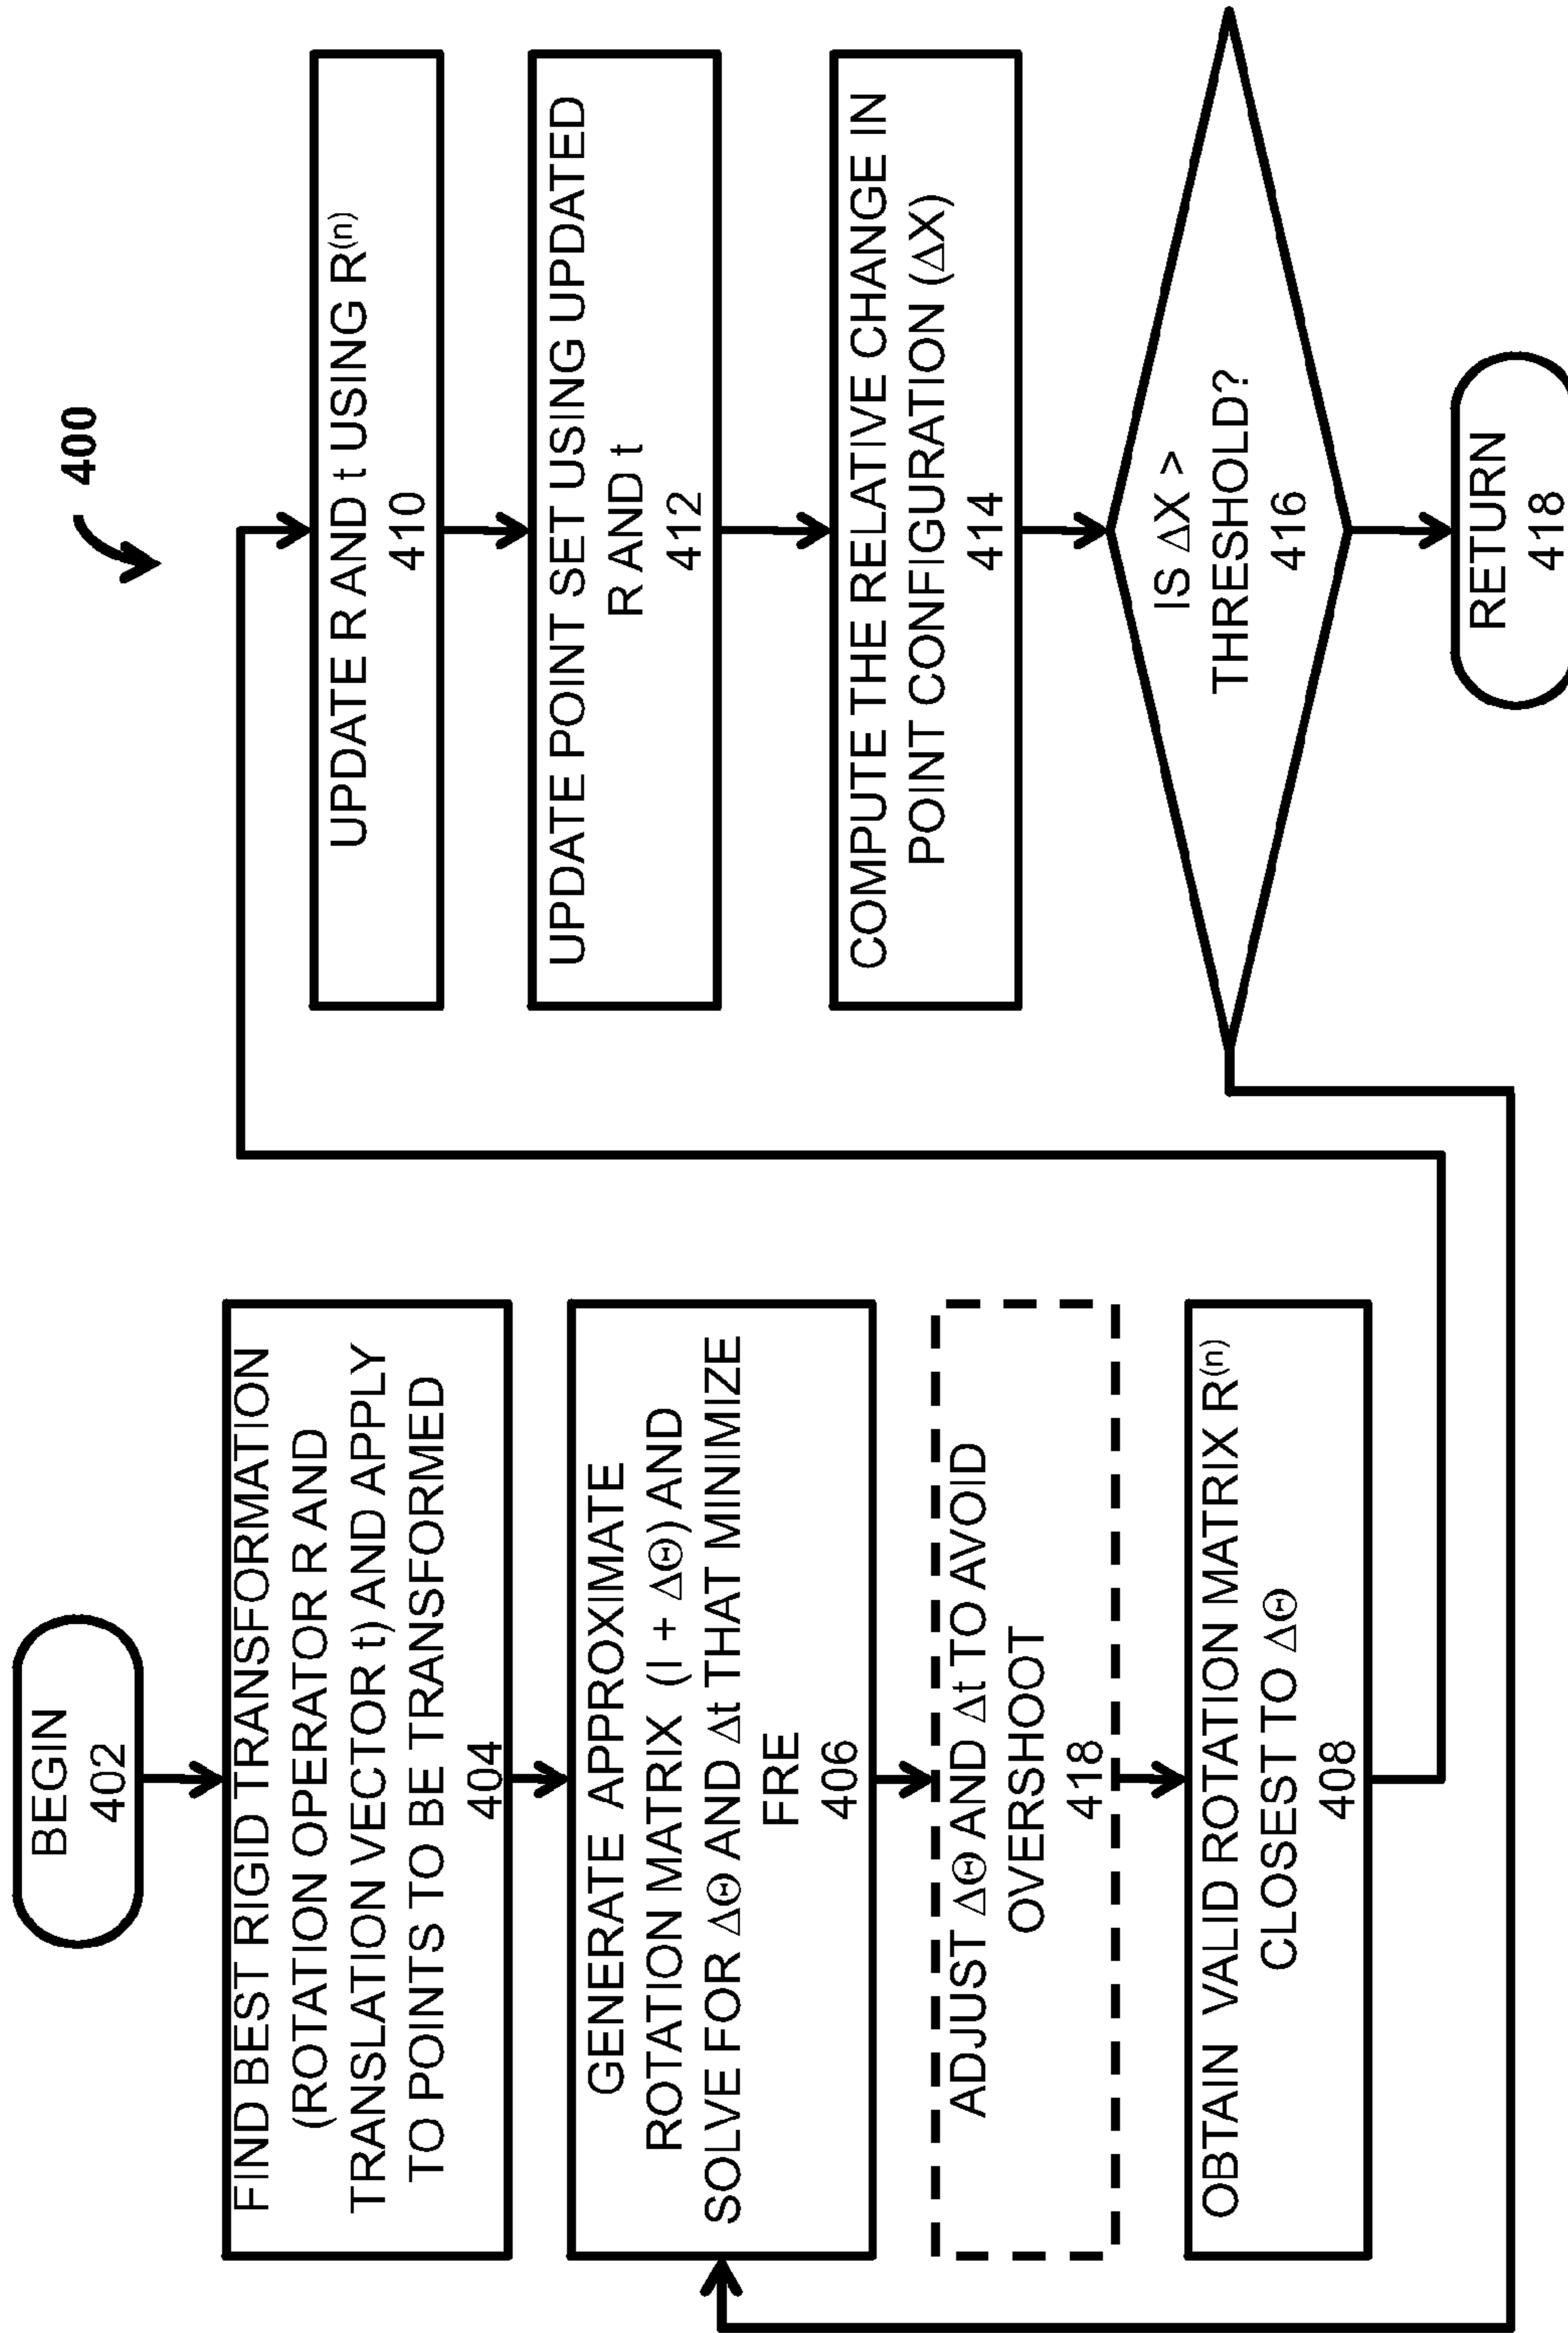 400
BEGIN
402
FIND BEST RIGID TRANSFORMATION
(ROTATION OPERATOR R AND
TRANSLATION VECTOR t) AND APPLY
TO POINTS TO BE TRANSFORMED
404
GENERATE APPROXIMATE
ROTATION MATRIX (I + ΔΘ) AND
SOLVE FOR ΔΘ AND Δt THAT MINIMIZE
FRE
406
ADJUST ΔΘ AND Δt TO AVOID
OVERSHOOT
418
OBTAIN VALID ROTATION MATRIX R⁽ⁿ⁾
CLOSEST TO ΔΘ
408
UPDATE R AND t USING R⁽ⁿ⁾
410
UPDATE POINT SET USING UPDATED
R AND t
412
COMPUTE THE RELATIVE CHANGE IN
POINT CONFIGURATION (ΔX)
414
IS ΔX >
THRESHOLD?
416
RETURN
418